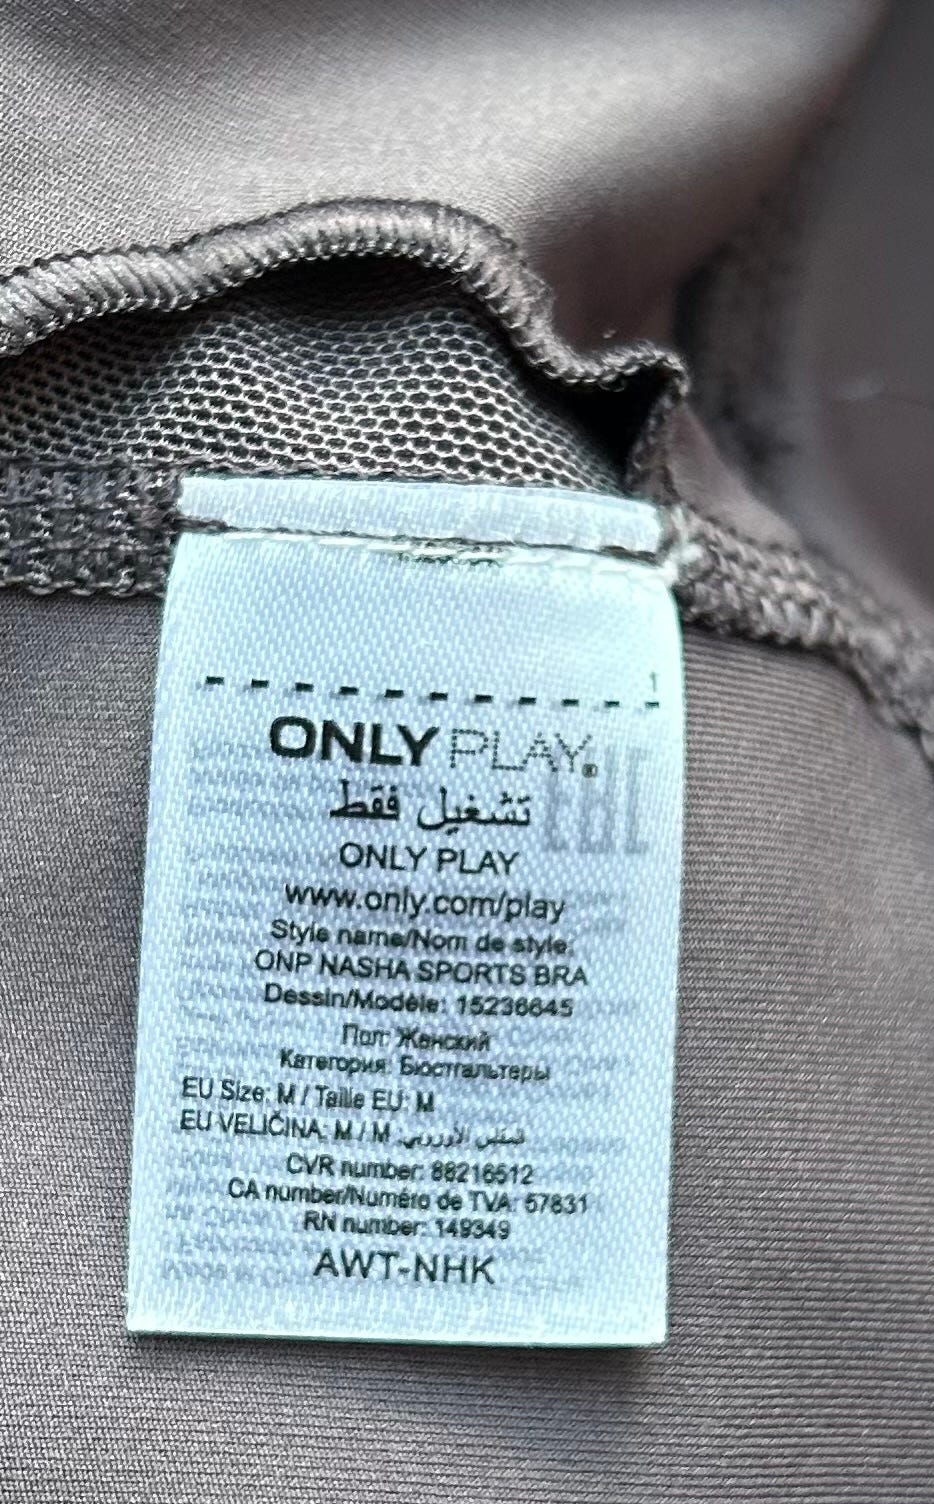 ONLY PLAY®
تشغيل فقط
ONLY PLAY
www.only.com/play
Style name/Nom de style:
ONP NASHA SPORTS BRA
Dessin/Modèle: 15236645
Пол: Женский
Категория: Бюстгальтеры
EU Size: M / Taille EU: M
EU VELIČINA: M / M :المقاس الأوروبي
CVR number: 88216512
CA number/Numéro de TVA: 57831
RN number: 149349
AWT-NHK